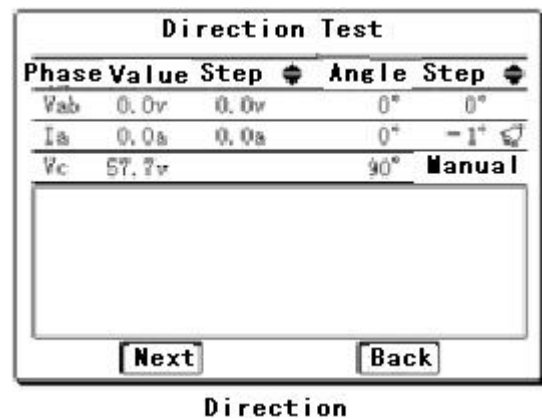 Direction Test
Phase Value Step Angle Step
Vab 0.0v 0.0v 0° 0°
Ia 0.0a 0.0a 0° -1°
Vc 57.7v 90° Manual
Next Back
Direction